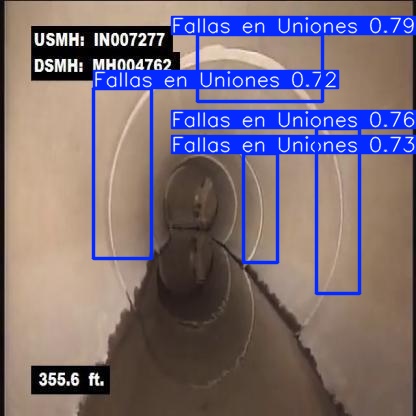 Fallas en Uniones 0.79
USMH: IN007277
DSMH: MH004762
Fallas en Uniones 0.72
Fallas en Uniones 0.76
Fallas en Uniones 0.73
355.6 ft.